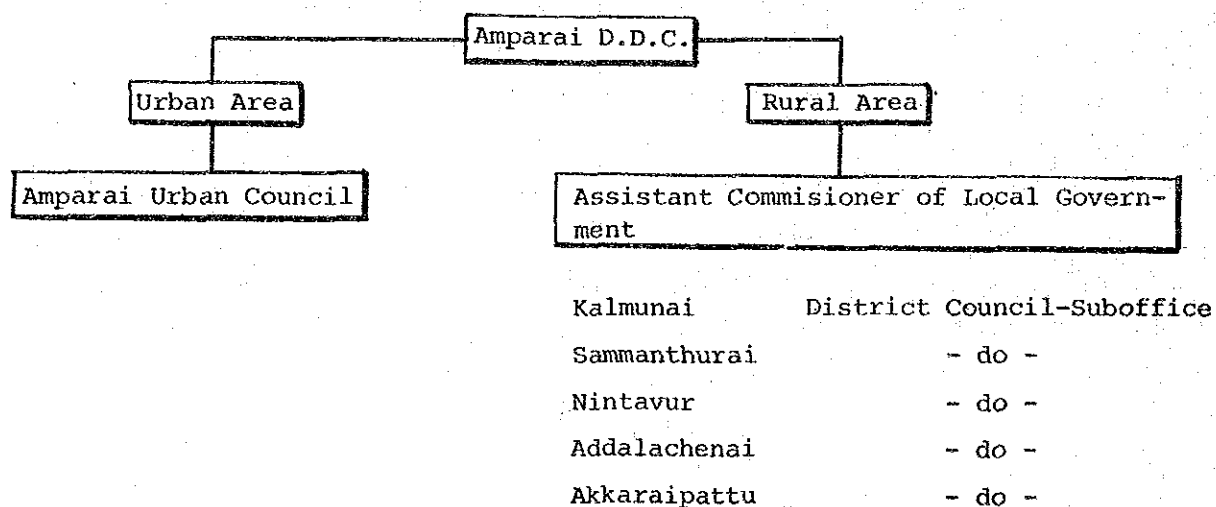 Amparai D.D.C.
Urban Area
Rural Area
Amparai Urban Council
Assistant Commisioner of Local Govern-
ment
Kalmunai District Council-Suboffice
Sammanthurai - do -
Nintavur - do -
Addalachenai - do -
Akkaraipattu - do -